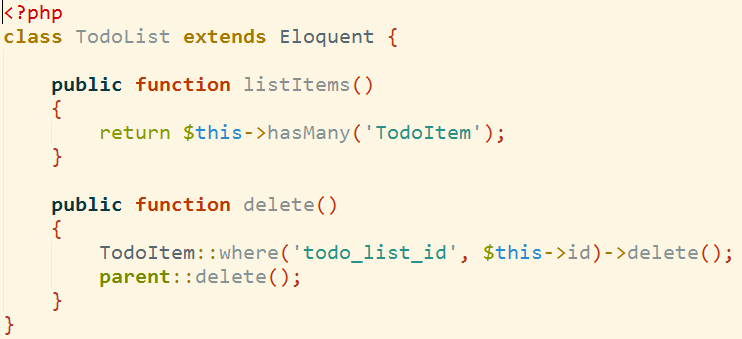 <?php
class TodoList extends Eloquent {
    public function listItems()
    {
        return $this->hasMany('TodoItem');
    }
    public function delete()
    {
        TodoItem::where('todo_list_id', $this->id)->delete();
        parent::delete();
    }
}